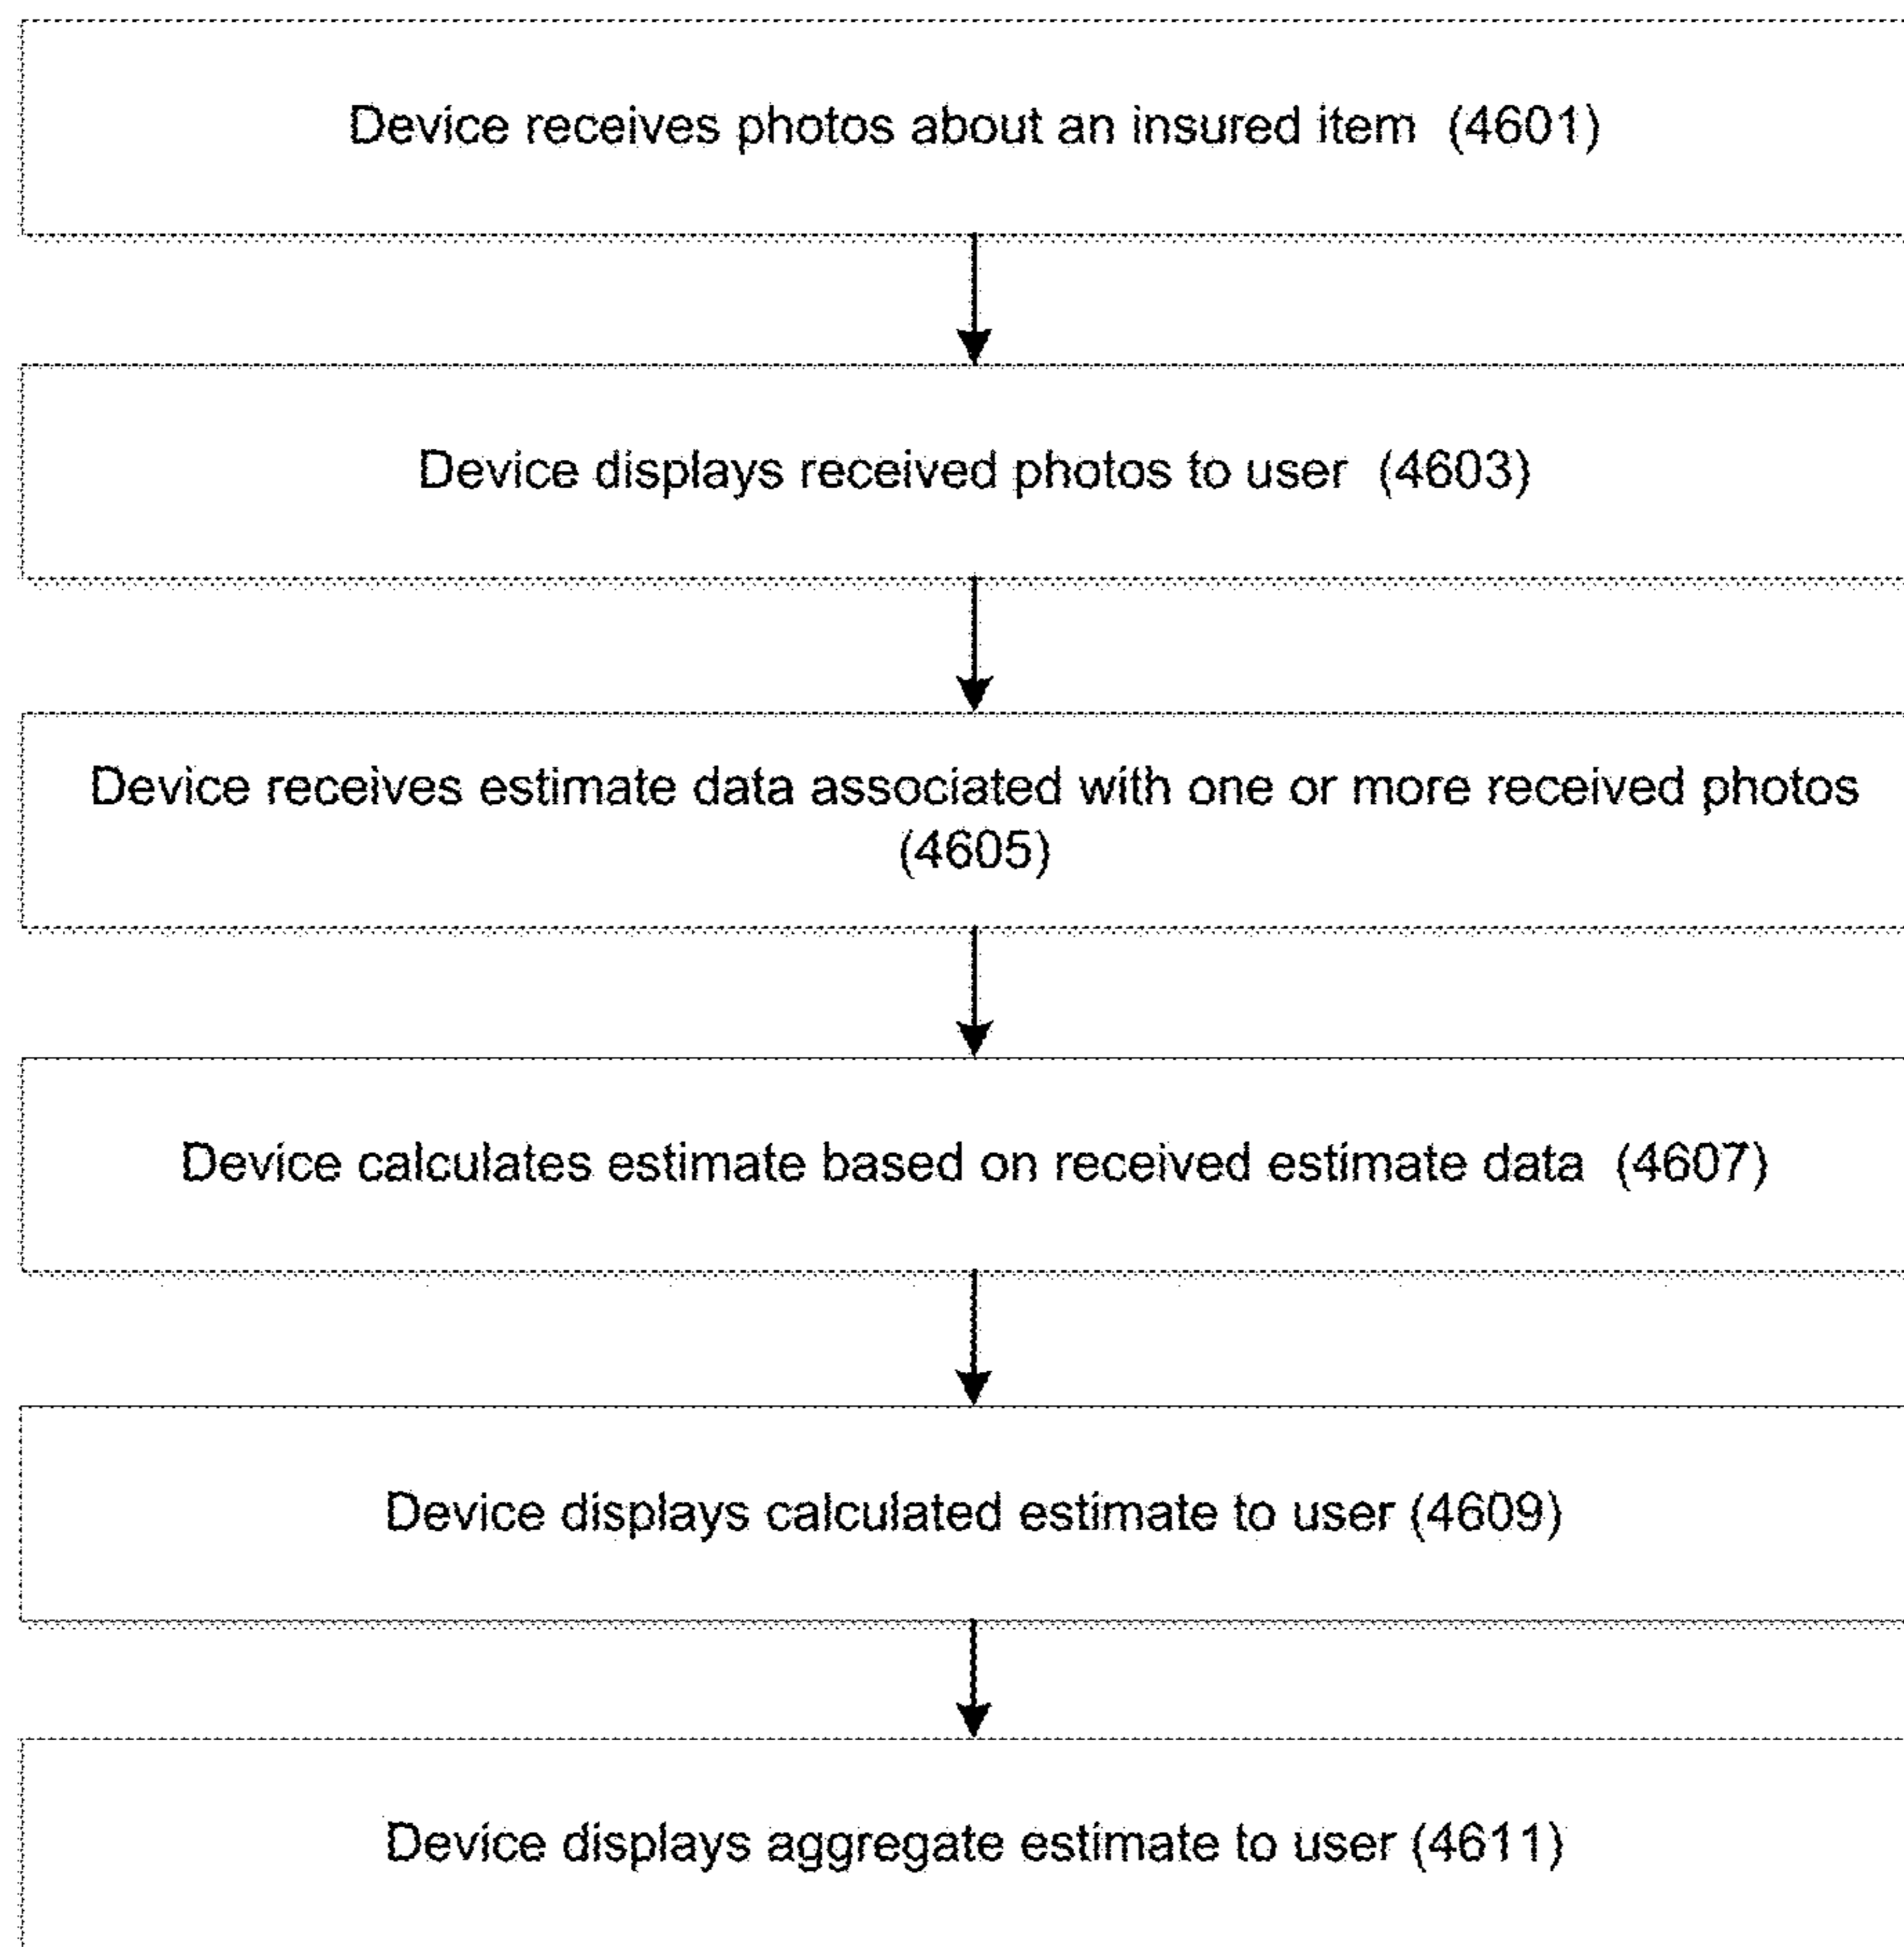 Device receives photos about an insured item (4601)
Device displays received photos to user (4603)
Device receives estimate data associated with one or more received photos
(4605)
Device calculates estimate based on received estimate data (4607)
Device displays calculated estimate to user (4609)
Device displays aggregate estimate to user (4611)